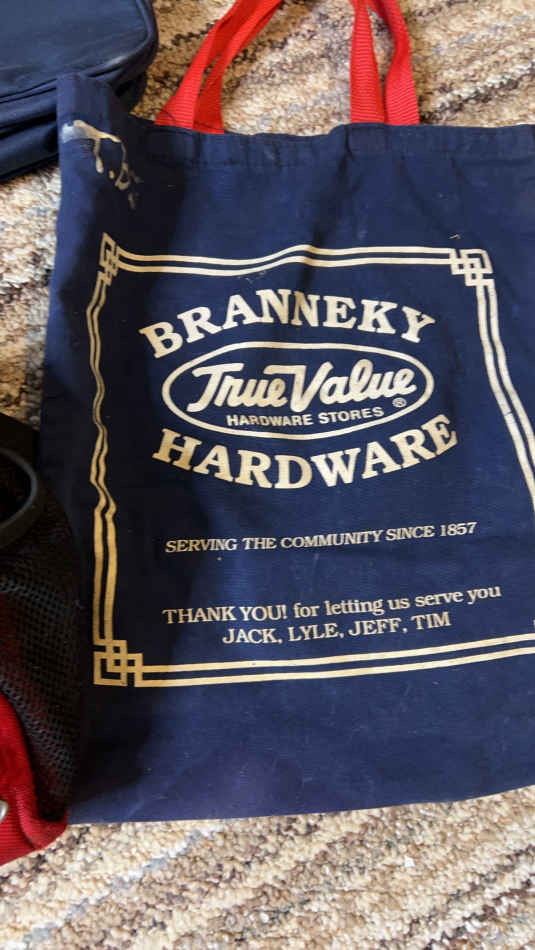 T.B.
BRANNEKY
True Value
HARDWARE STORES ®
HARDWARE
SERVING THE COMMUNITY SINCE 1857
THANK YOU! for letting us serve you
JACK, LYLE, JEFF, TIM